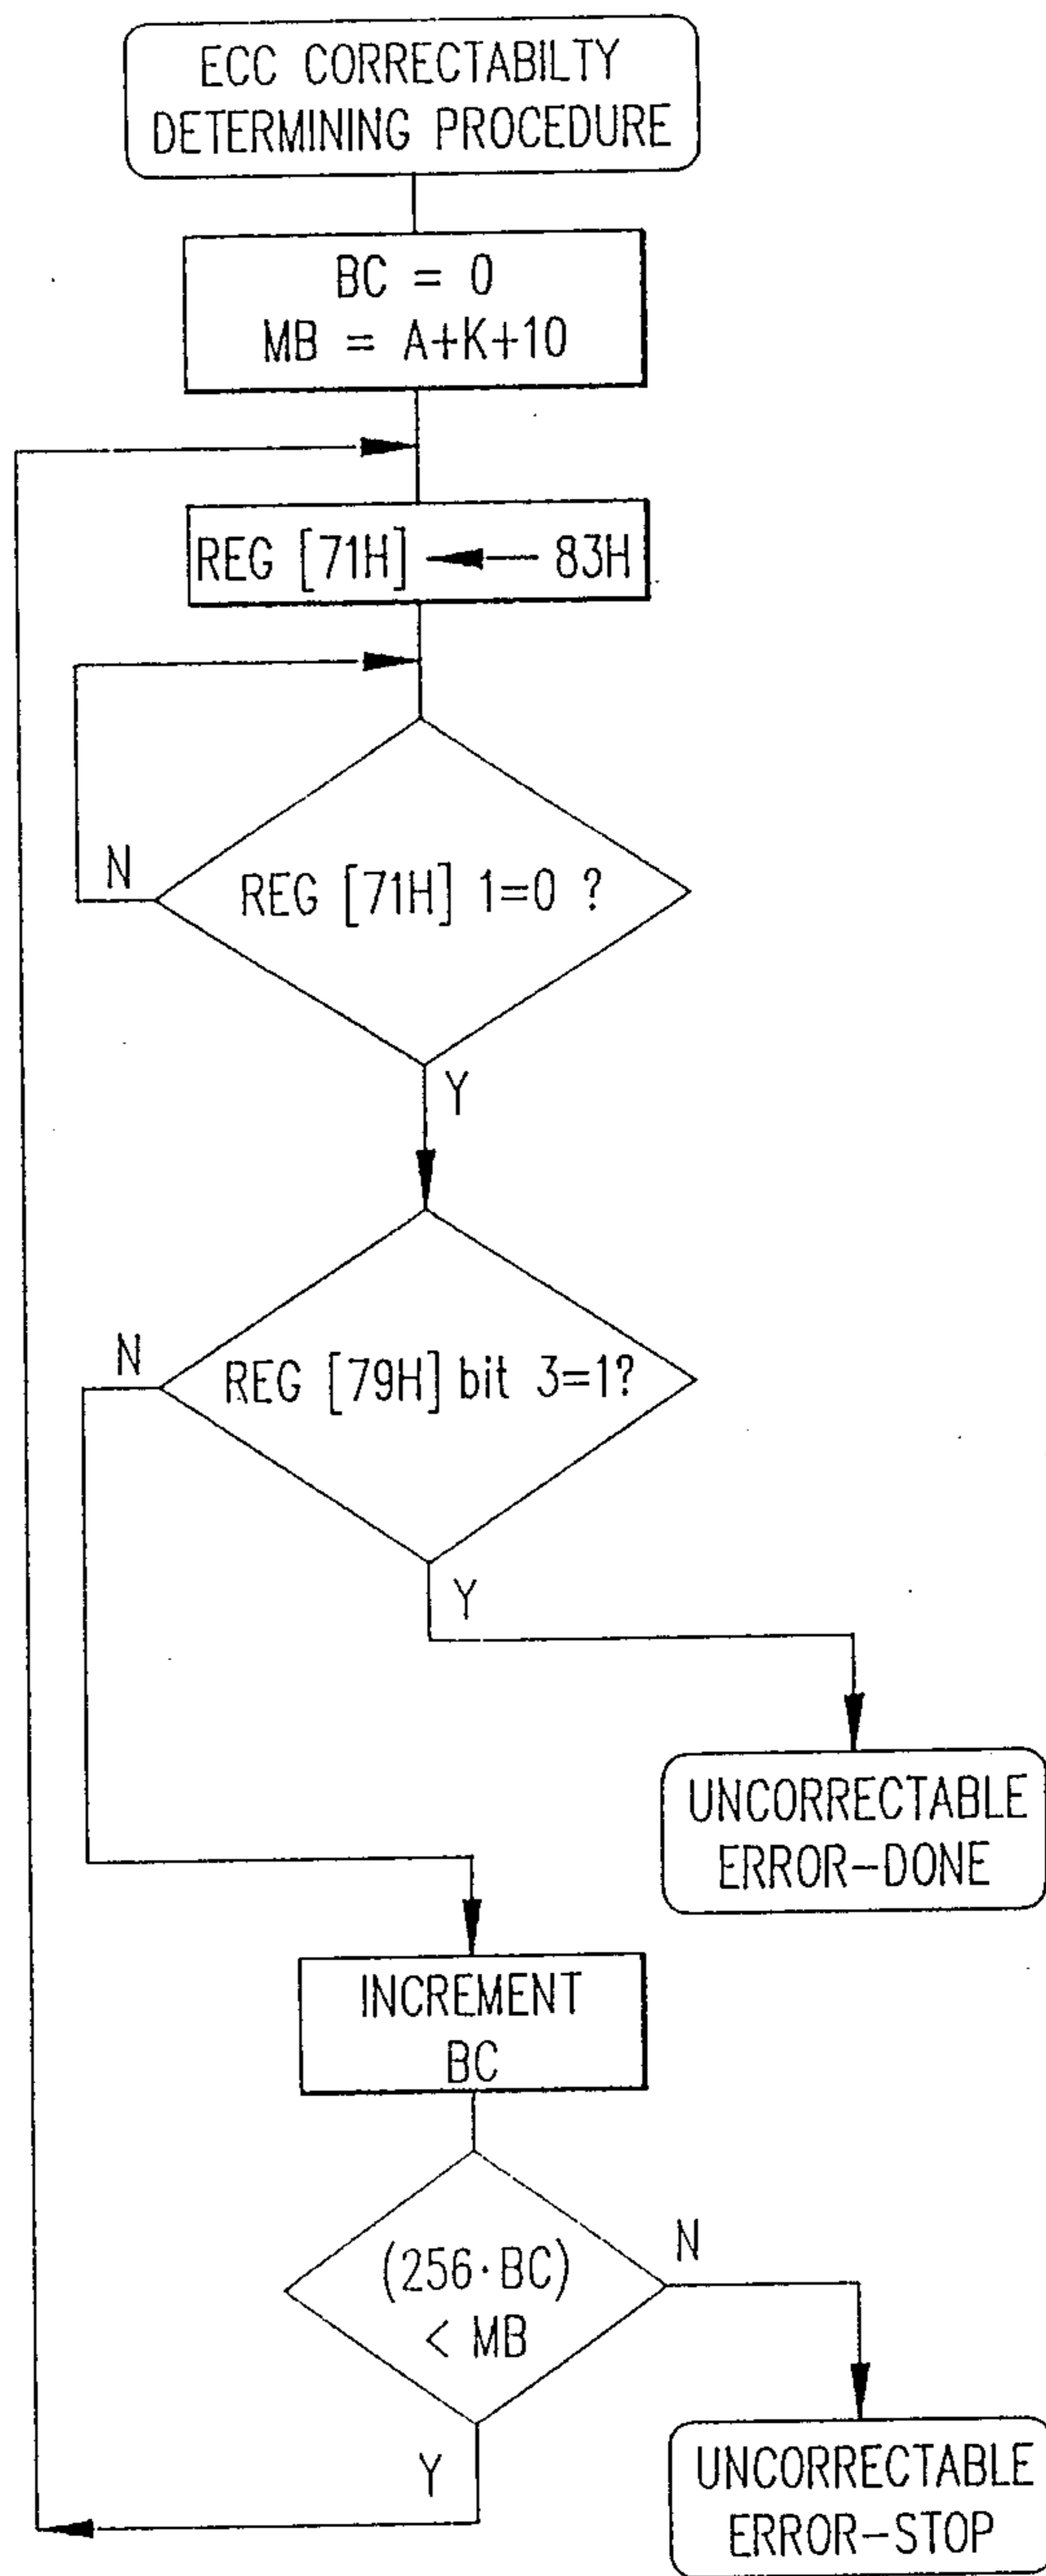 ECC CORRECTABILTY
DETERMINING PROCEDURE
BC = 0
MB = A+K+10
REG [71H] ← 83H
N
REG [71H] 1=0 ?
Y
N
REG [79H] bit 3=1?
Y
UNCORRECTABLE
ERROR-DONE
INCREMENT
BC
(256·BC)
< MB
N
Y
UNCORRECTABLE
ERROR-STOP